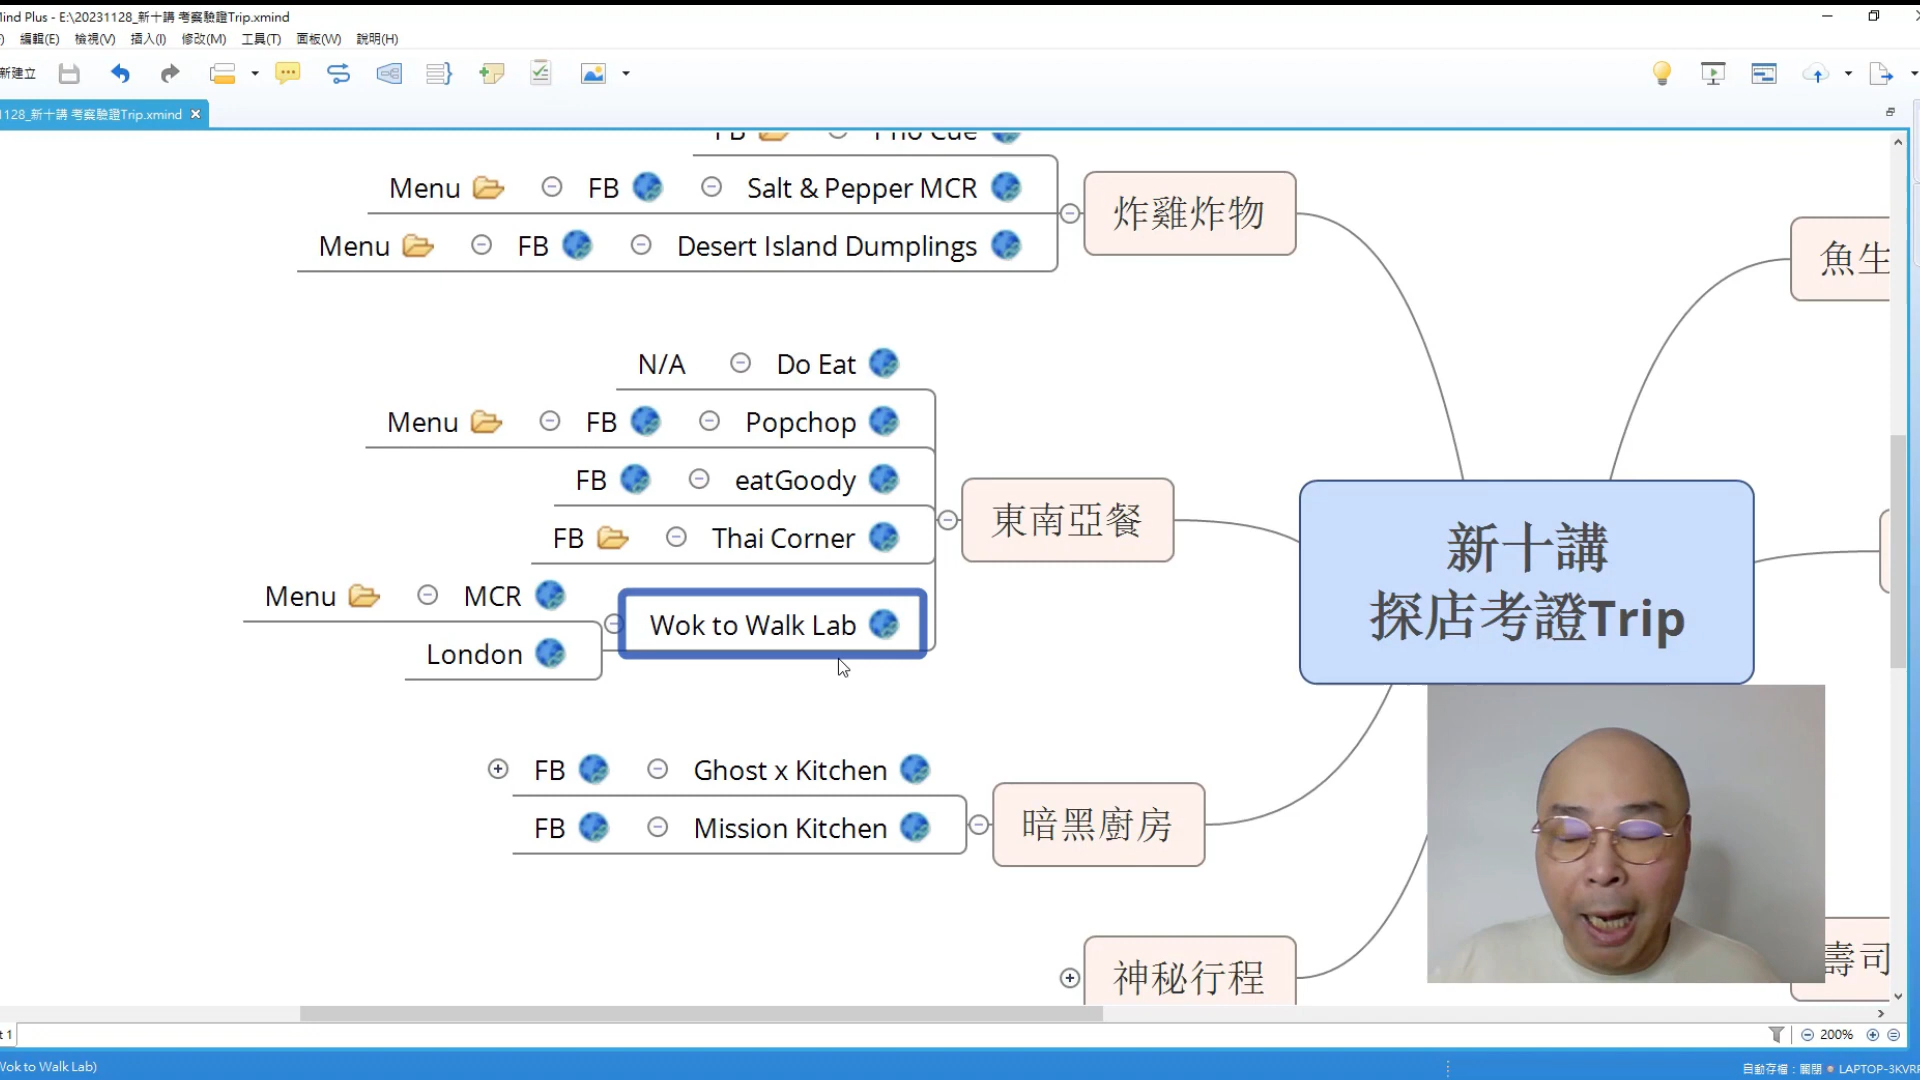 Mind Plus - E:\20231128_新十講 考察驗證Trip.xmind
編輯(E) 檢視(V) 插入(I) 修改(M) 工具(T) 面板(W) 說明(H)
新建立
1128_新十講 考察驗證Trip.xmind
FB Pho Cue
Menu FB Salt & Pepper MCR
Menu FB Desert Island Dumplings
炸雞炸物
魚生
N/A Do Eat
Menu FB Popchop
FB eatGoody
FB Thai Corner
東南亞餐
Menu MCR
London
Wok to Walk Lab
新十講
探店考證Trip
FB Ghost x Kitchen
FB Mission Kitchen
暗黑廚房
神秘行程
壽司
t 1
200%
Wok to Walk Lab)
自動存檔：關閉 LAPTOP-3KVR